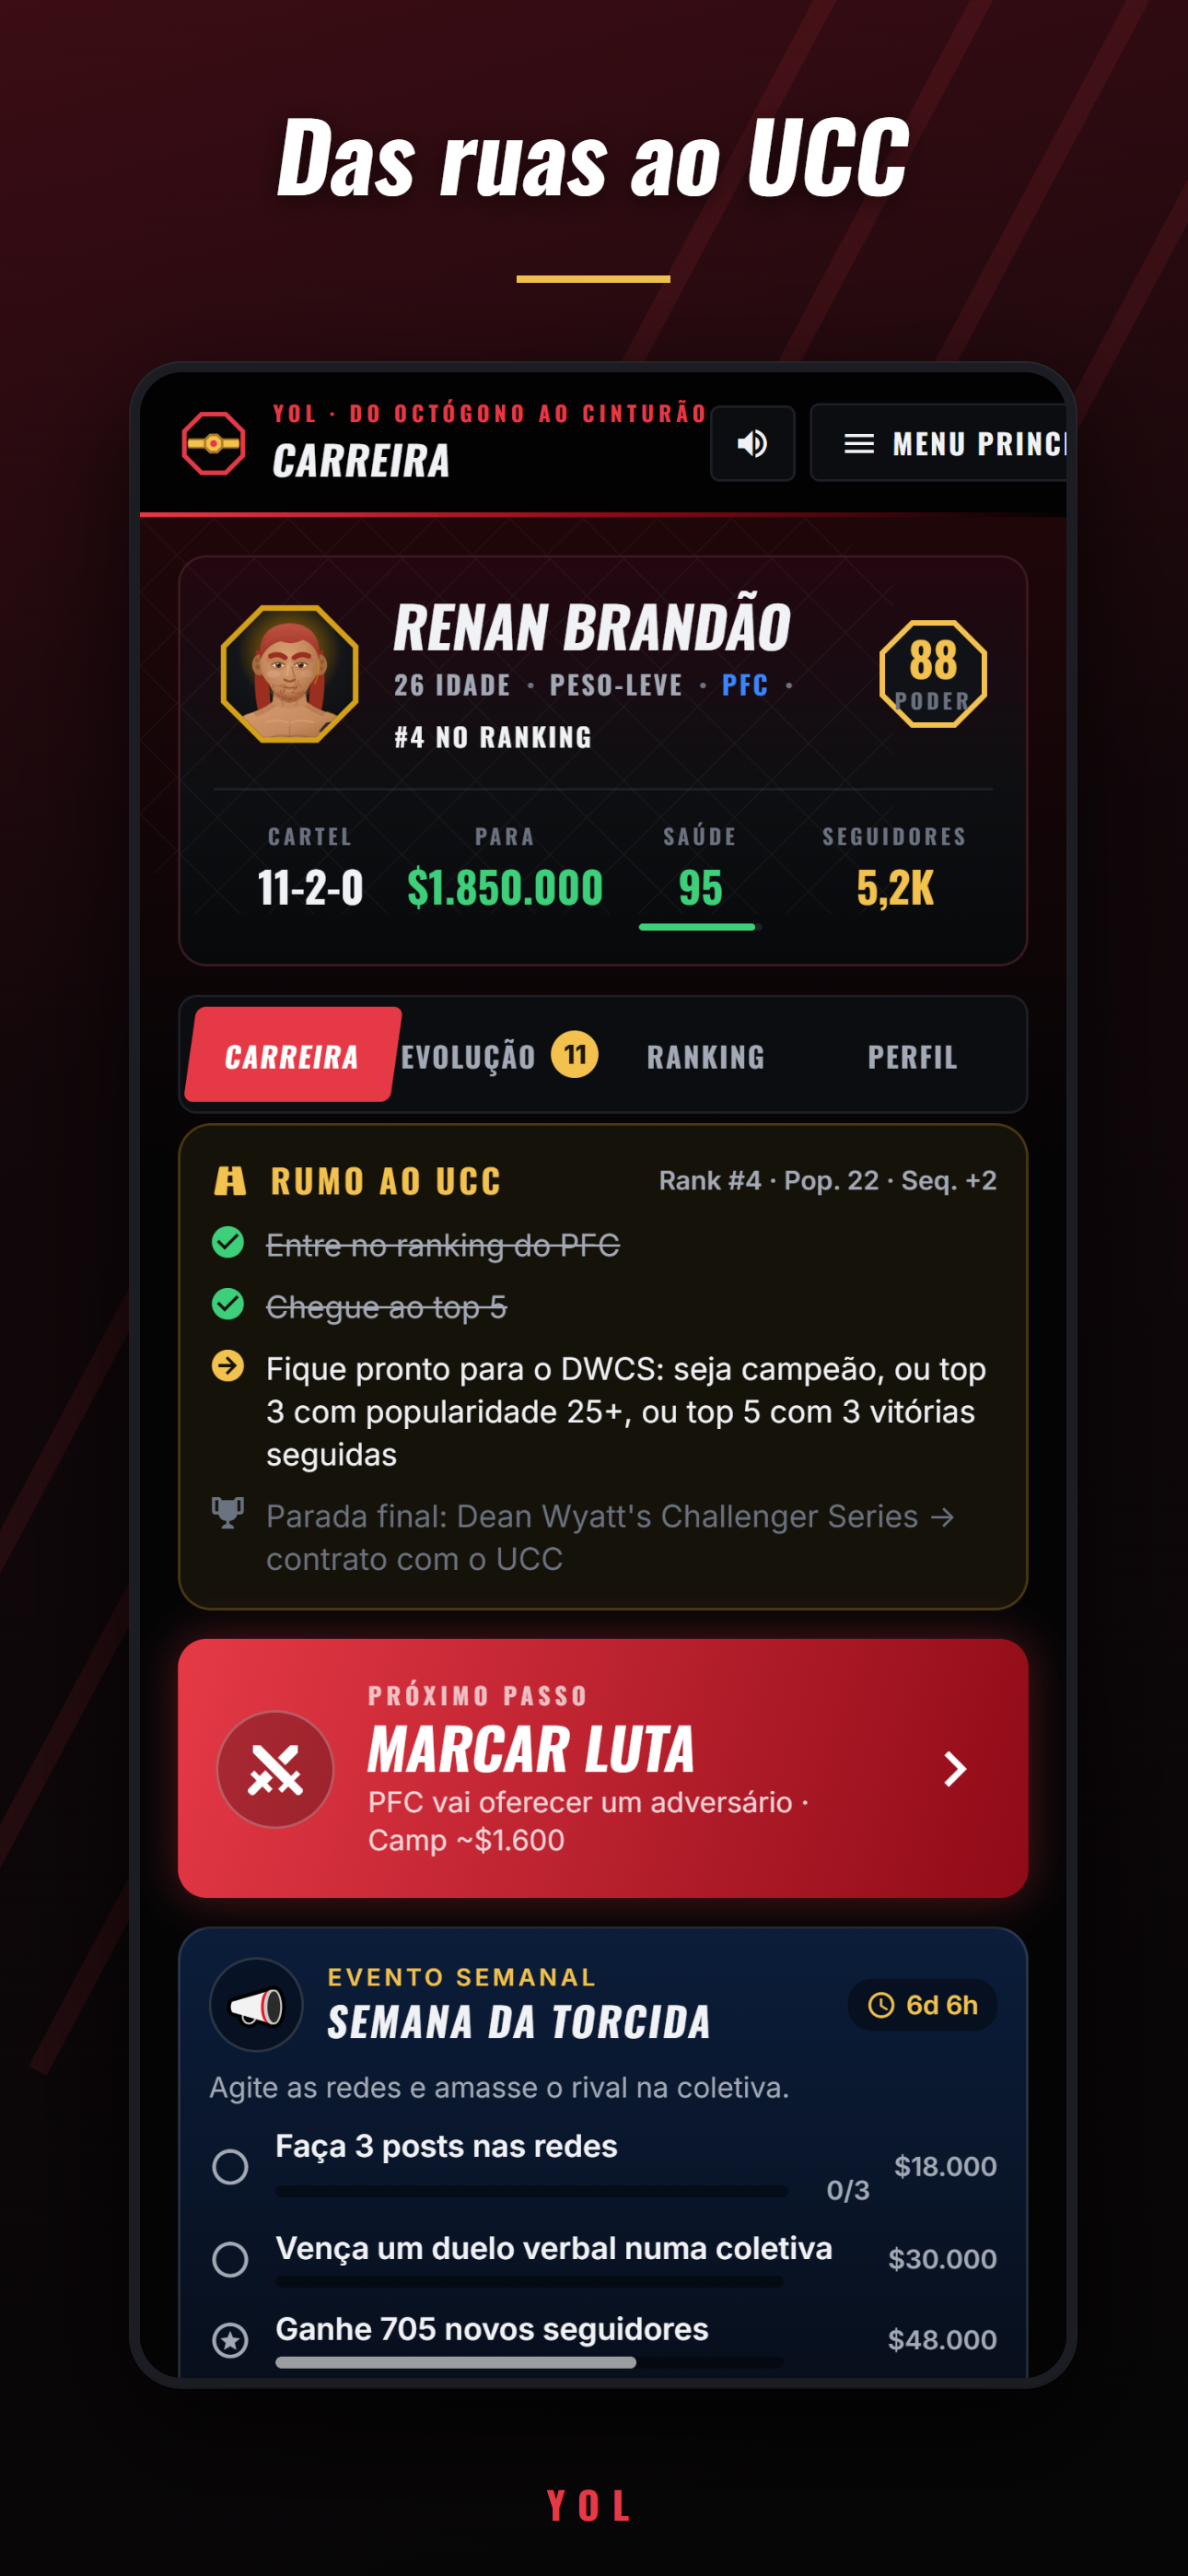 Das ruas ao UCC
YOL · DO OCTÓGONO AO CINTURÃO
CARREIRA
MENU PRINCI
RENAN BRANDÃO
26 IDADE · PESO-LEVE · PFC ·
#4 NO RANKING
88
PODER
CARTEL
11-2-0
PARA
$1.850.000
SAÚDE
95
SEGUIDORES
5,2K
CARREIRA
EVOLUÇÃO 11
RANKING
PERFIL
RUMO AO UCC
Rank #4 · Pop. 22 · Seq. +2
Entre no ranking do PFC
Chegue ao top 5
Fique pronto para o DWCS: seja campeão, ou top
3 com popularidade 25+, ou top 5 com 3 vitórias
seguidas
Parada final: Dean Wyatt's Challenger Series →
contrato com o UCC
PRÓXIMO PASSO
MARCAR LUTA
PFC vai oferecer um adversário ·
Camp ~$1.600
EVENTO SEMANAL
SEMANA DA TORCIDA
6d 6h
Agite as redes e amasse o rival na coletiva.
Faça 3 posts nas redes
0/3
$18.000
Vença um duelo verbal numa coletiva
$30.000
Ganhe 705 novos seguidores
$48.000
YOL